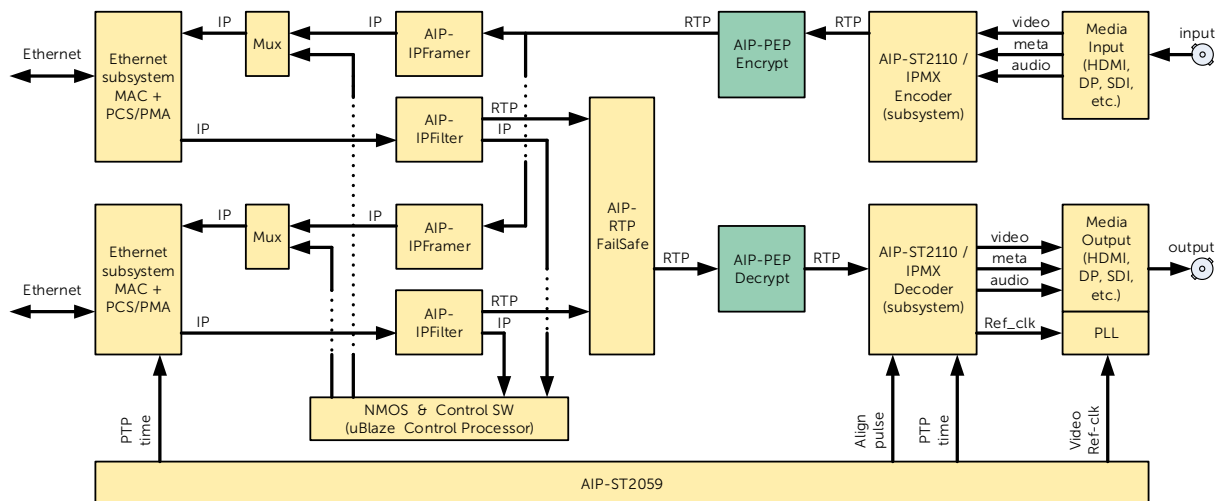 Ethernet
Ethernet
subsystem
MAC +
PCS/PMA
IP
Mux
IP
AIP-
IPFramer
RTP
AIP-PEP
Encrypt
RTP
AIP-ST2110 /
IPMX
Encoder
(subsystem)
video
meta
audio
Media
Input
(HDMI,
DP, SDI,
etc.)
input
IP
AIP-
IPFilter
RTP
IP
AIP-
RTP
FailSafe
Ethernet
Ethernet
subsystem
MAC +
PCS/PMA
IP
Mux
IP
AIP-
IPFramer
RTP
AIP-PEP
Decrypt
RTP
AIP-ST2110 /
IPMX
Decoder
(subsystem)
video
meta
audio
Media
Output
(HDMI,
DP, SDI,
etc.)
output
IP
AIP-
IPFilter
RTP
IP
Ref_clk
PLL
NMOS & Control SW
(uBlaze Control Processor)
PTP
time
Align
pulse
PTP
time
Video
Ref-clk
AIP-ST2059